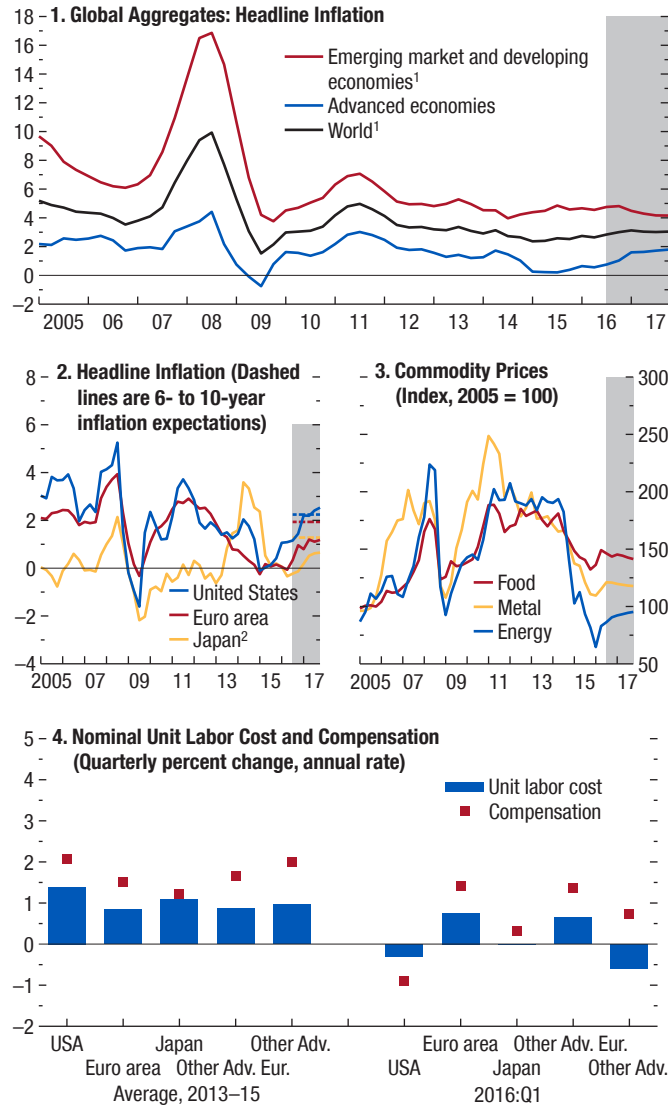 1. Global Aggregates: Headline Inflation
18
16
14
12
10
8
6
4
2
0
−2
Emerging market and developing
economies1
Advanced economies
World1
2005 06 07 08 09 10 11 12 13 14 15 16 17
2. Headline Inflation (Dashed
lines are 6- to 10-year
inflation expectations)
8
6
4
2
0
−2
−4
United States
Euro area
Japan2
2005 07 09 11 13 15 17
3. Commodity Prices
(Index, 2005 = 100)
300
250
200
150
100
50
Food
Metal
Energy
2005 07 09 11 13 15 17
4. Nominal Unit Labor Cost and Compensation
(Quarterly percent change, annual rate)
5
4
3
2
1
0
−1
−2
Unit labor cost
Compensation
USA Japan Other Adv. Euro area Other Adv. Eur.
Euro area Other Adv. Eur. USA Japan Other Adv.
Average, 2013–15 2016:Q1